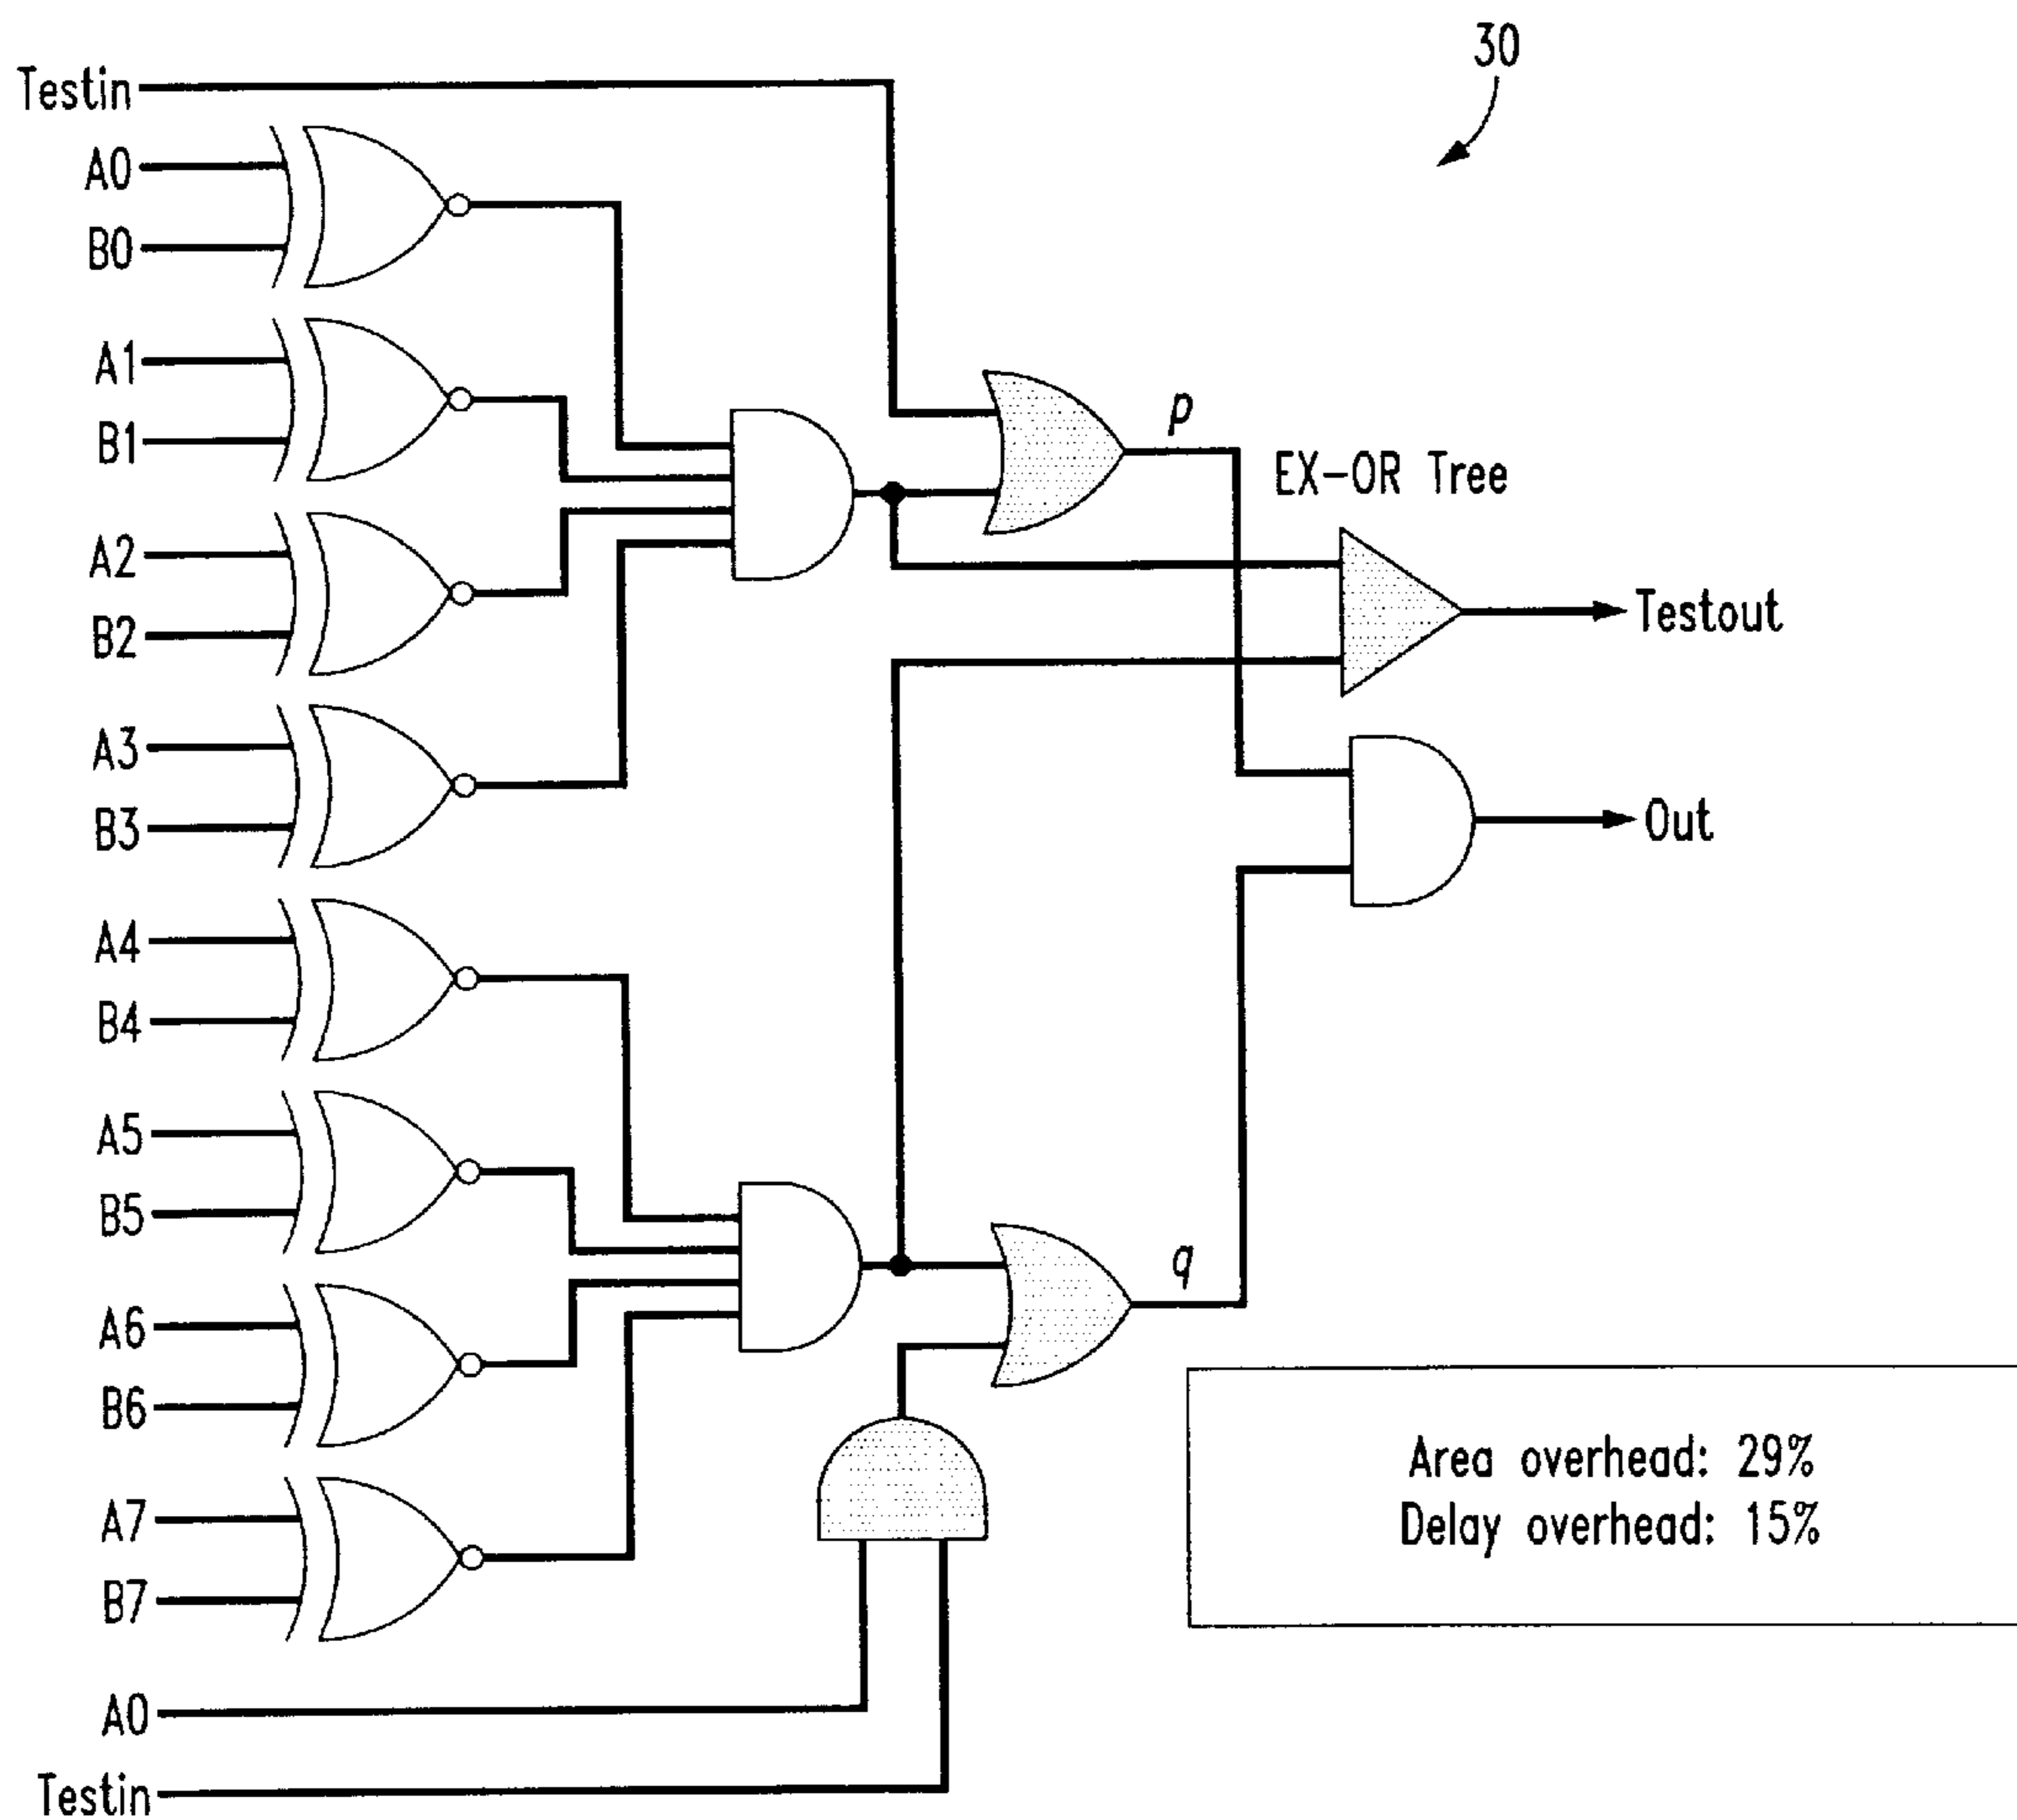 30
Testin
A0
B0
A1
B1
A2
B2
A3
B3
A4
B4
A5
B5
A6
B6
A7
B7
A0
Testin
p
EX-OR Tree
Testout
Out
q
Area overhead: 29%
Delay overhead: 15%